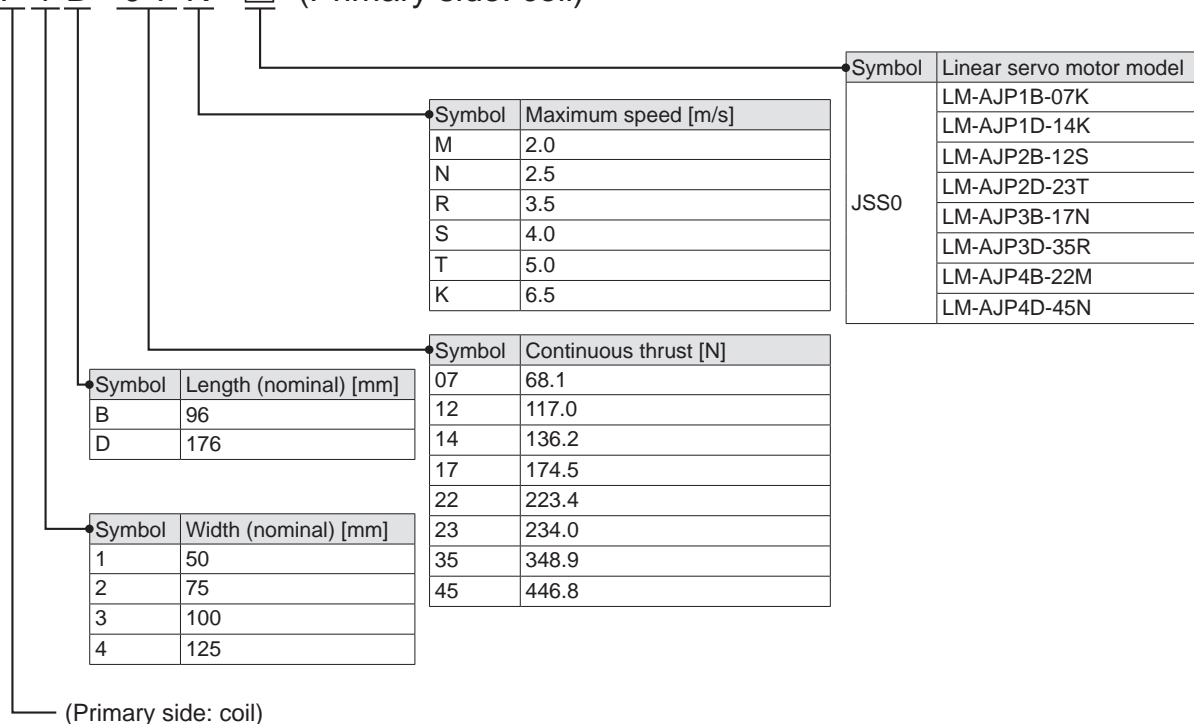 (Primary side: coil)
Symbol Linear servo motor model
JSS0
LM-AJP1B-07K
LM-AJP1D-14K
LM-AJP2B-12S
LM-AJP2D-23T
LM-AJP3B-17N
LM-AJP3D-35R
LM-AJP4B-22M
LM-AJP4D-45N
Symbol Maximum speed [m/s]
M 2.0
N 2.5
R 3.5
S 4.0
T 5.0
K 6.5
Symbol Continuous thrust [N]
07 68.1
12 117.0
14 136.2
17 174.5
22 223.4
23 234.0
35 348.9
45 446.8
Symbol Length (nominal) [mm]
B 96
D 176
Symbol Width (nominal) [mm]
1 50
2 75
3 100
4 125
(Primary side: coil)